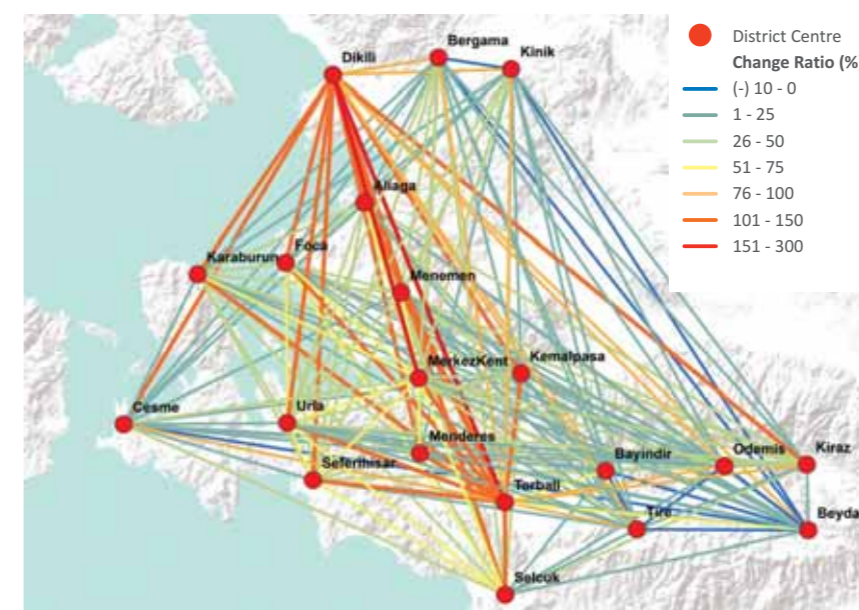 District Centre
Change Ratio (%
(-) 10 - 0
1 - 25
26 - 50
51 - 75
76 - 100
101 - 150
151 - 300
Bergama
Dikili
Kinik
Aliaga
Foca
Karaburun
Menemen
MerkezKent
Kemalpasa
Cesme
Urla
Menderes
Bayindir
Odemis
Kiraz
Seferihisar
Torbali
Tire
Beyda
Selcuk